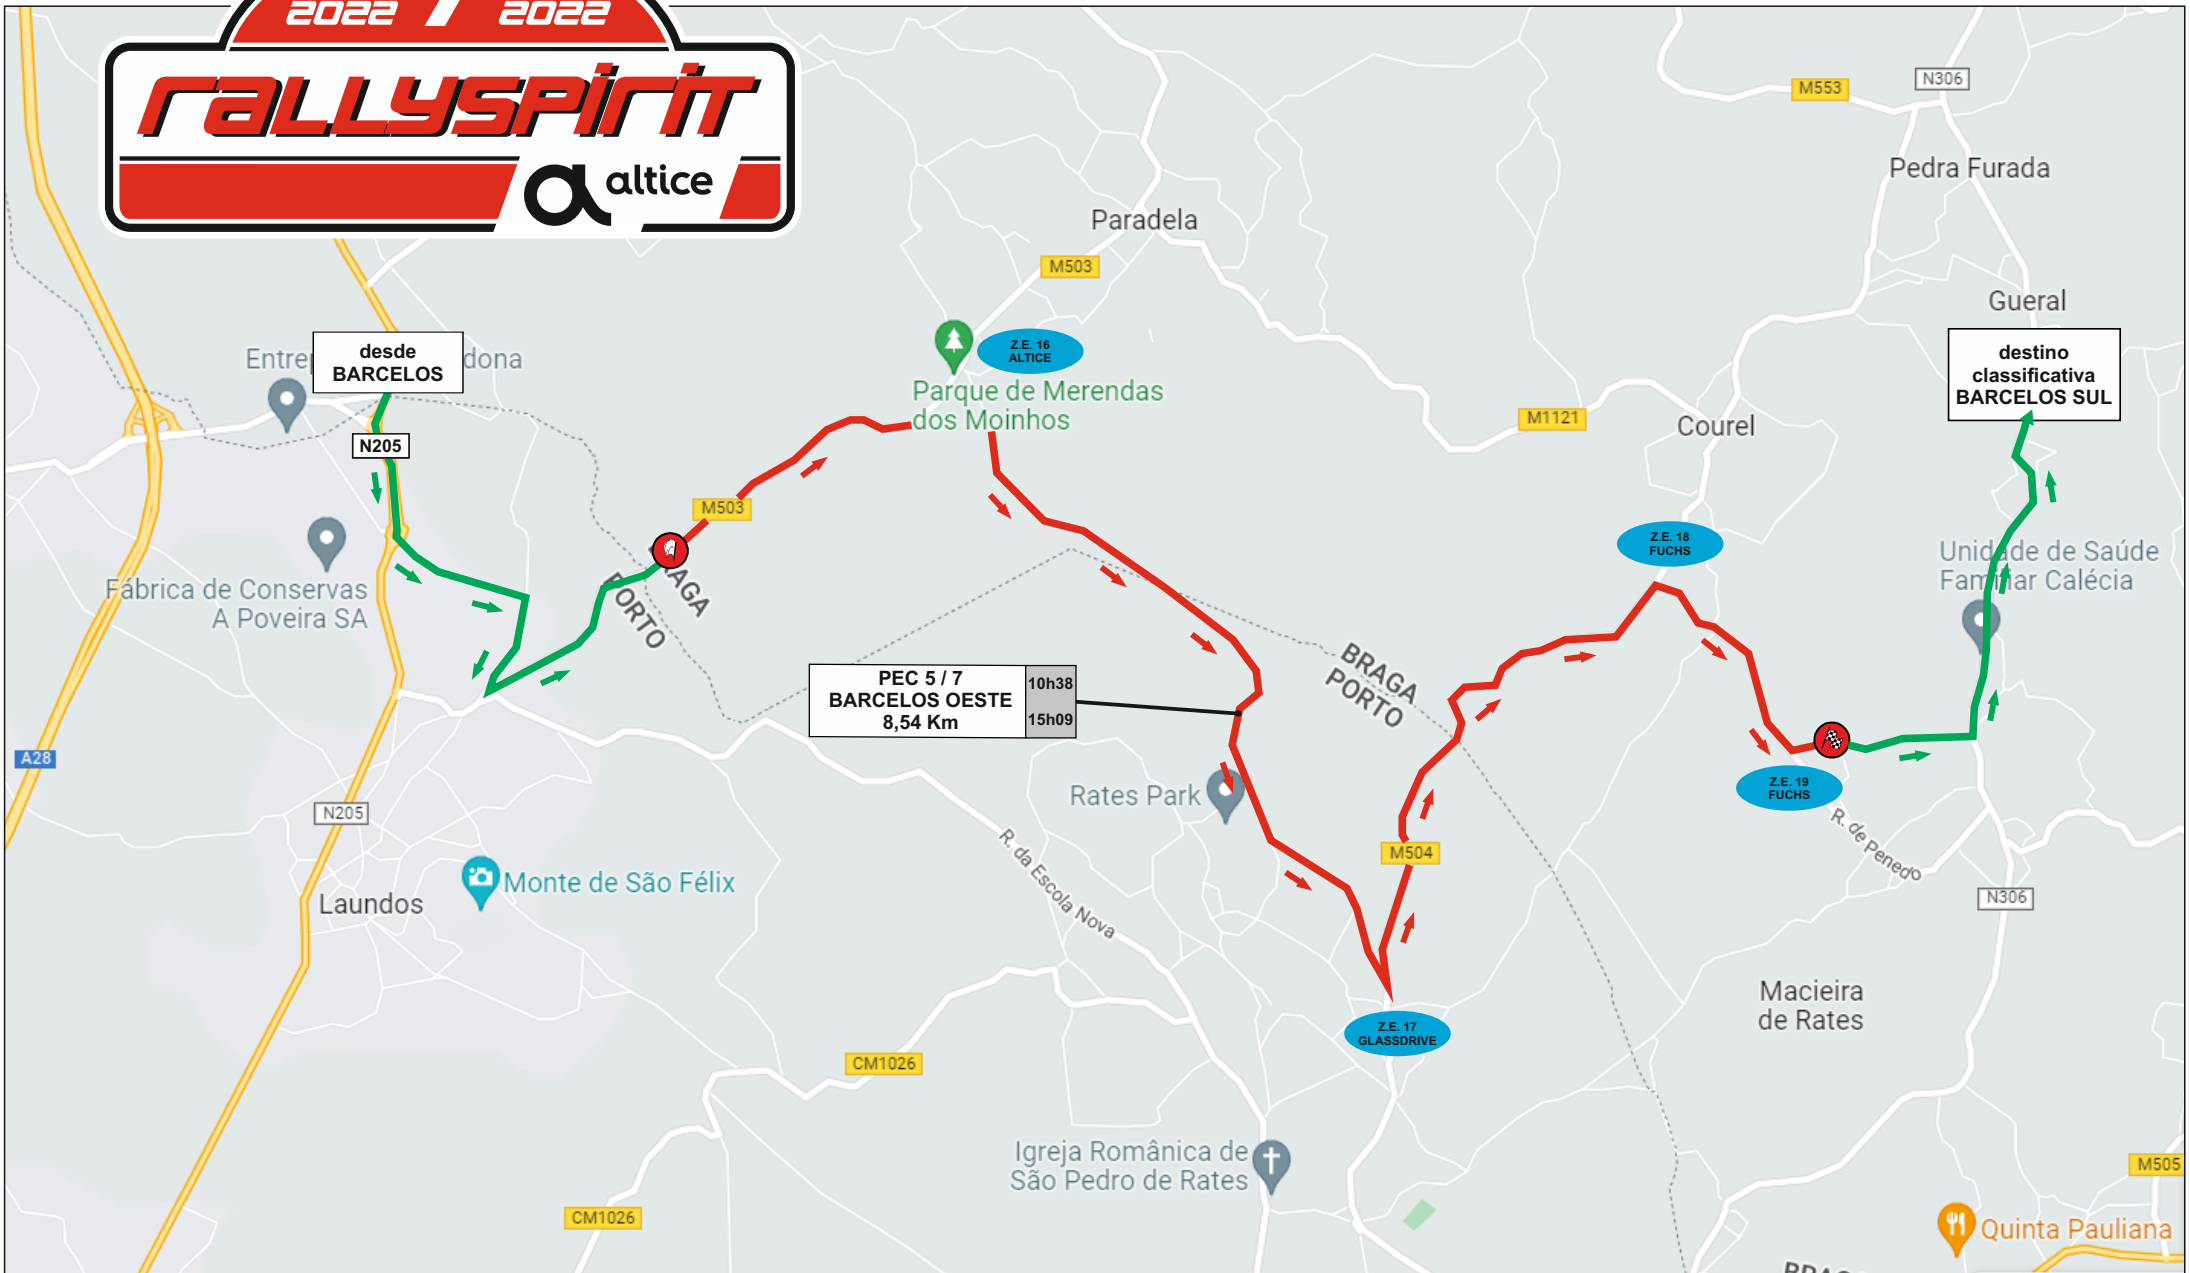 2022 / 2022
rallyspirit
altice
M553
N306
Pedra Furada
Paradela
M503
Gueral
desde
BARCELOS
Z.E. 16
ALTICE
destino
classificativa
BARCELOS SUL
Parque de Merendas
dos Moinhos
M1121
Courel
N205
M503
Z.E. 18
FUCHS
Unidade de Saúde
Familiar Calécia
Fábrica de Conservas
A Poveira SA
PORTO
BRAGA
PORTO
PEC 5 / 7
BARCELOS OESTE
8,54 Km
10h38
15h09
A28
Rates Park
Z.E. 19
FUCHS
N205
R. da Escola Nova
M504
R. de Penedo
Monte de São Félix
Laundos
N306
Macieira
de Rates
Z.E. 17
GLASSDRIVE
CM1026
Igreja Românica de
São Pedro de Rates
M505
CM1026
Quinta Pauliana